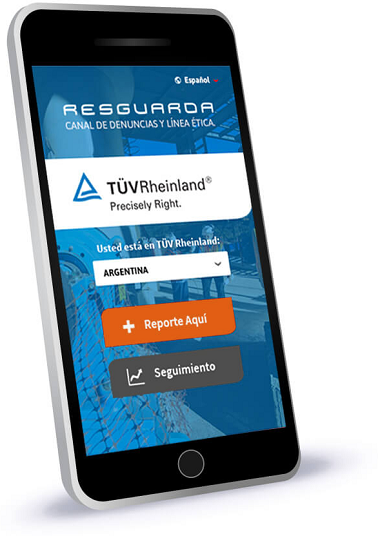 Español
RESGUARDA
CANAL DE DENUNCIAS Y LÍNEA ÉTICA.
TÜVRheinland®
Precisely Right.
Usted está en TÜV Rheinland:
ARGENTINA
Reporte Aquí
Seguimiento